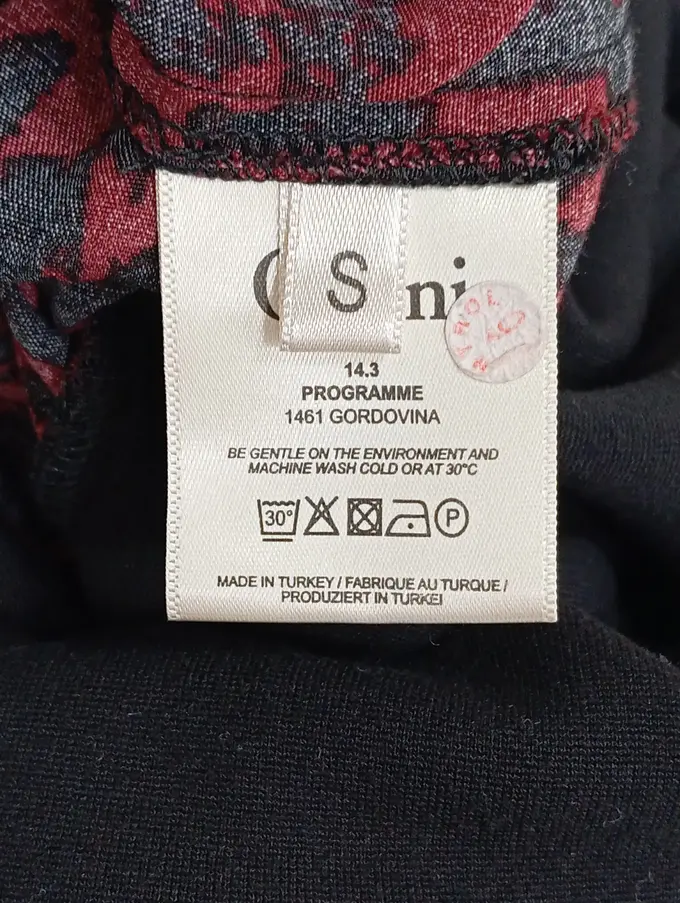 S
14.3
PROGRAMME
1461 GORDOVINA
BE GENTLE ON THE ENVIRONMENT AND
MACHINE WASH COLD OR AT 30°C
30° P
MADE IN TURKEY / FABRIQUE AU TURQUE /
PRODUZIERT IN TURKEI